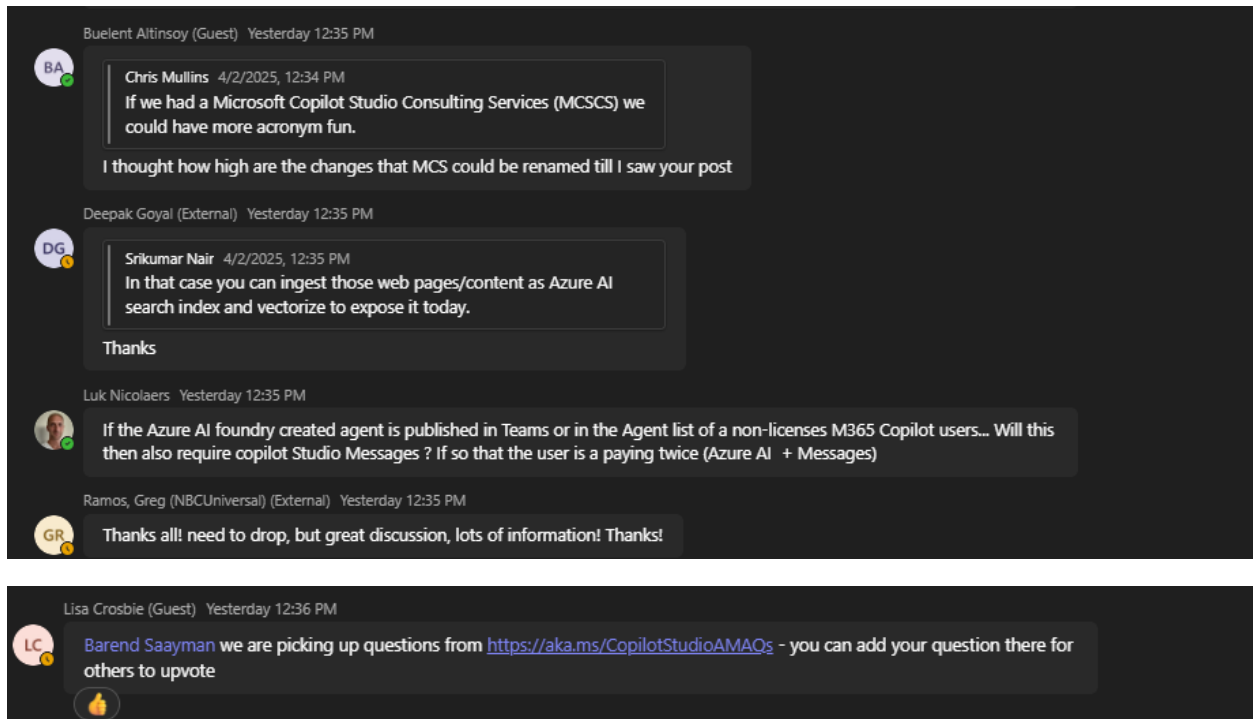 Buelent Altinsoy (Guest) Yesterday 12:35 PM
BA
Chris Mullins 4/2/2025, 12:34 PM
If we had a Microsoft Copilot Studio Consulting Services (MCSCS) we
could have more acronym fun.
I thought how high are the changes that MCS could be renamed till I saw your post
Deepak Goyal (External) Yesterday 12:35 PM
DG
Srikumar Nair 4/2/2025, 12:35 PM
In that case you can ingest those web pages/content as Azure AI
search index and vectorize to expose it today.
Thanks
Luk Nicolaers Yesterday 12:35 PM
If the Azure AI foundry created agent is published in Teams or in the Agent list of a non-licenses M365 Copilot users... Will this
then also require copilot Studio Messages ? If so that the user is a paying twice (Azure AI + Messages)
Ramos, Greg (NBCUniversal) (External) Yesterday 12:35 PM
GR
Thanks all! need to drop, but great discussion, lots of information! Thanks!
Lisa Crosbie (Guest) Yesterday 12:36 PM
LC
Barend Saayman we are picking up questions from https://aka.ms/CopilotStudioAMAQs - you can add your question there for
others to upvote